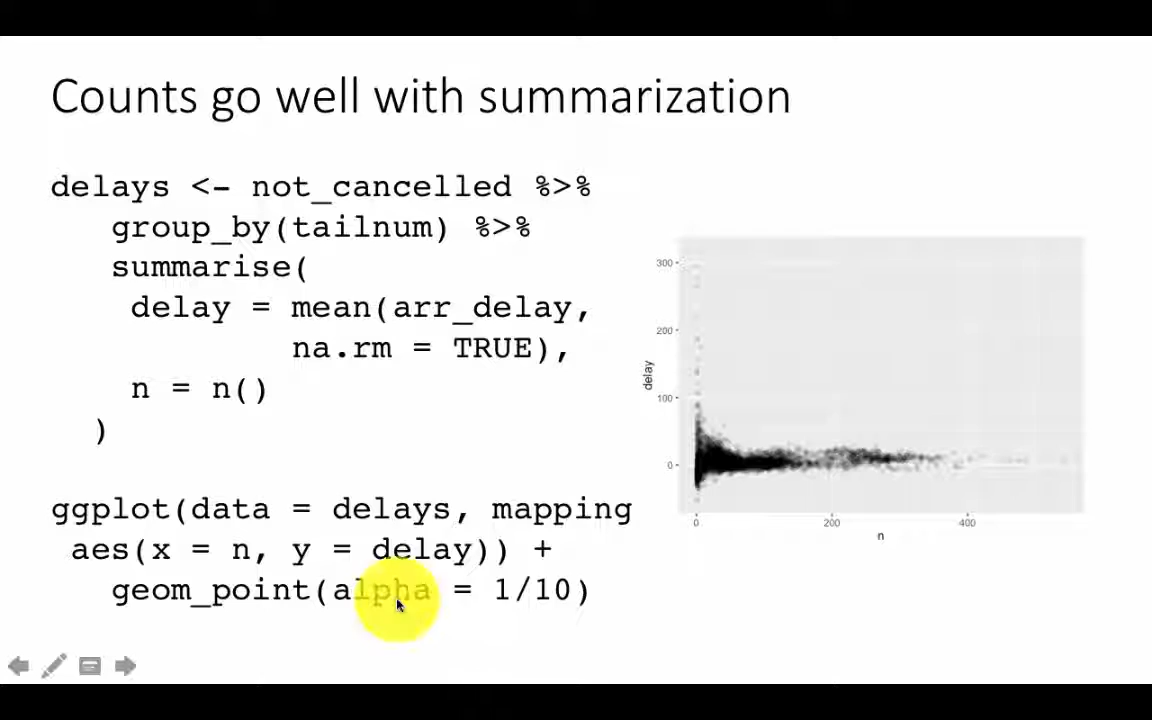 Counts go well with summarization
delays <- not_cancelled %>%
group_by(tailnum) %>%
summarise(
delay = mean(arr_delay,
na.rm = TRUE),
n = n()
)
ggplot(data = delays, mapping
aes(x = n, y = delay)) +
geom_point(alpha = 1/10)
300
200
100
0
delay
0 200 400
n